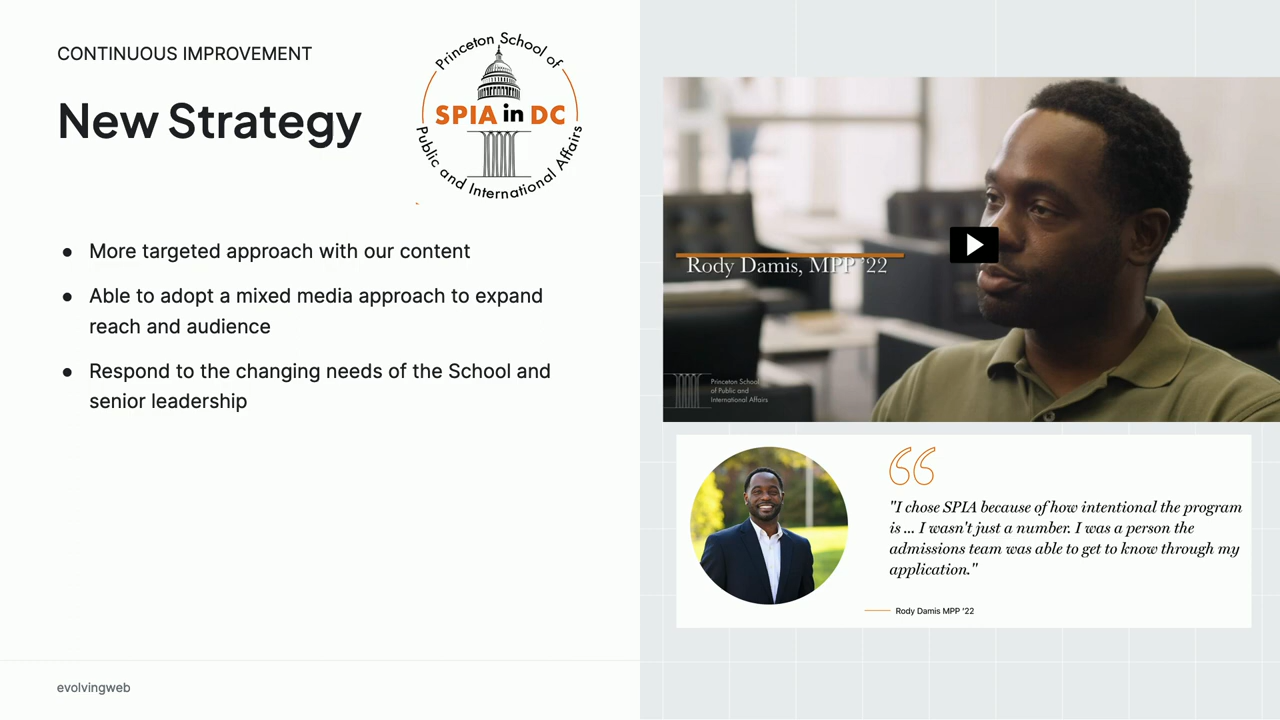 CONTINUOUS IMPROVEMENT
New Strategy
Princeton School of
SPIA in DC
Public and International Affairs
● More targeted approach with our content
● Able to adopt a mixed media approach to expand
reach and audience
● Respond to the changing needs of the School and
senior leadership
evolvingweb
Rody Damis, MPP '22
Princeton School
of Public and
International Affairs
"I chose SPIA because of how intentional the program
is ... I wasn't just a number. I was a person the
admissions team was able to get to know through my
application."
Rody Damis MPP '22